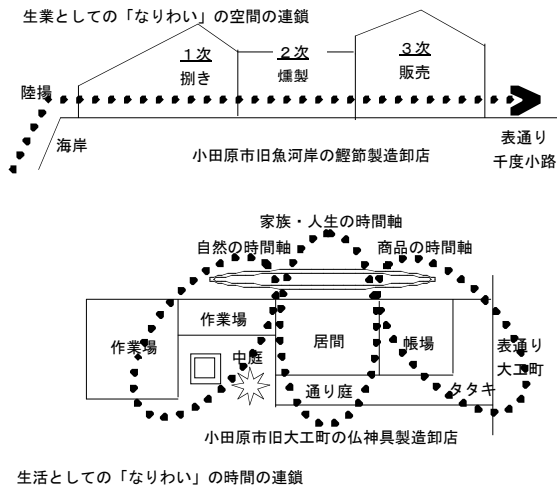 生業としての「なりわい」の空間の連鎖
1次
捌き
2次
燻製
3次
販売
陸揚
海岸
小田原市旧魚河岸の鰹節製造卸店
表通り
千度小路
家族・人生の時間軸
自然の時間軸
商品の時間軸
作業場
作業場
中庭
居間
帳場
通り庭
タタキ
表通り
大工町
小田原市旧大工町の仏神具製造卸店
生活としての「なりわい」の時間の連鎖